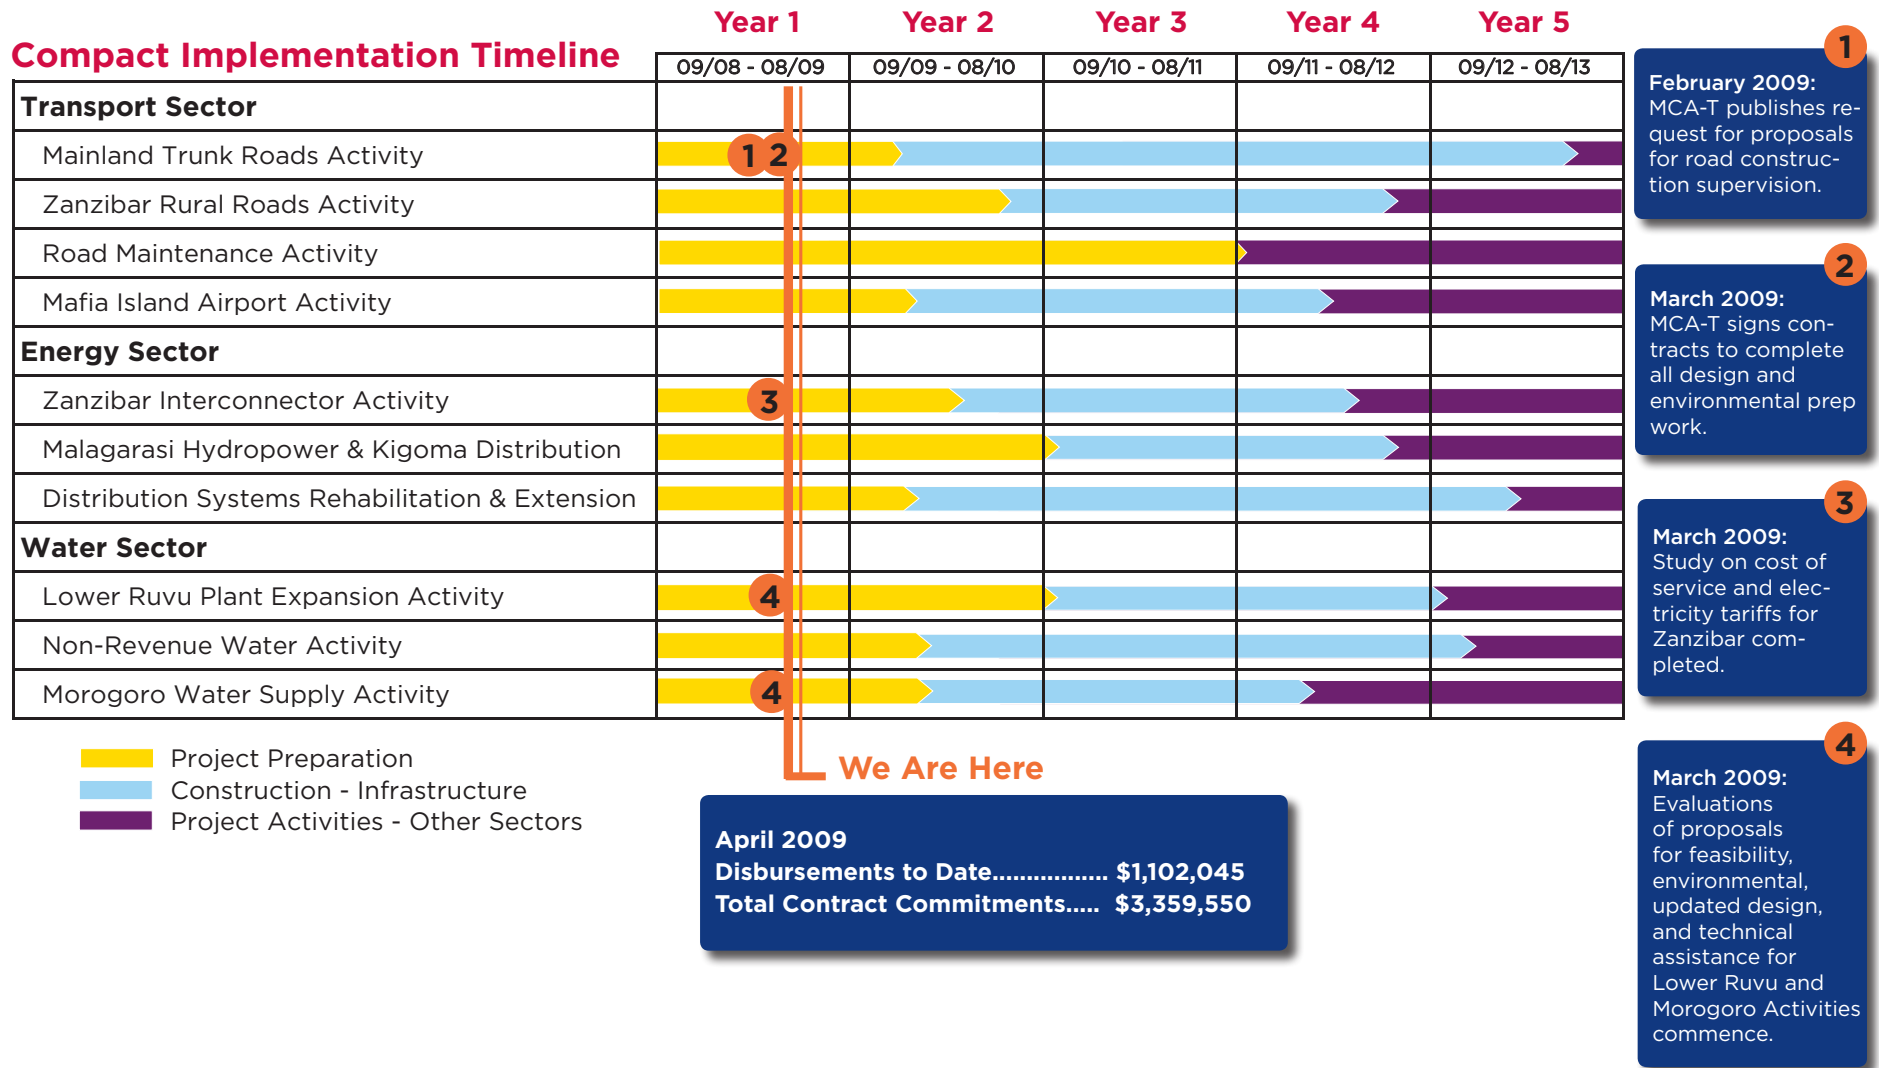 Compact Implementation Timeline
Year 1
Year 2
Year 3
Year 4
Year 5
09/08 - 08/09
09/09 - 08/10
09/10 - 08/11
09/11 - 08/12
09/12 - 08/13
Transport Sector
Mainland Trunk Roads Activity
1 2
Zanzibar Rural Roads Activity
Road Maintenance Activity
Mafia Island Airport Activity
Energy Sector
Zanzibar Interconnector Activity
3
Malagarasi Hydropower & Kigoma Distribution
Distribution Systems Rehabilitation & Extension
Water Sector
Lower Ruvu Plant Expansion Activity
4
Non-Revenue Water Activity
Morogoro Water Supply Activity
4
Project Preparation
Construction - Infrastructure
Project Activities - Other Sectors
We Are Here
April 2009
Disbursements to Date................. $1,102,045
Total Contract Commitments..... $3,359,550
1
February 2009:
MCA-T publishes re-
quest for proposals
for road construc-
tion supervision.
2
March 2009:
MCA-T signs con-
tracts to complete
all design and
environmental prep
work.
3
March 2009:
Study on cost of
service and elec-
tricity tariffs for
Zanzibar com-
pleted.
4
March 2009:
Evaluations
of proposals
for feasibility,
environmental,
updated design,
and technical
assistance for
Lower Ruvu and
Morogoro Activities
commence.